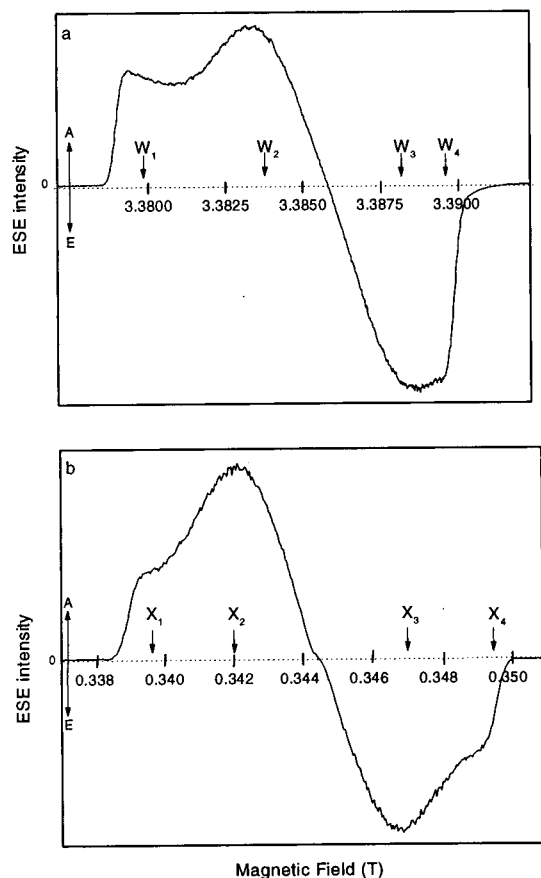 a
ESE intensity
A
0
E
W1 W2 W3 W4
3.3800 3.3825 3.3850 3.3875 3.3900
b
ESE intensity
A
0
E
X1 X2 X3 X4
0.338 0.340 0.342 0.344 0.346 0.348 0.350
Magnetic Field (T)